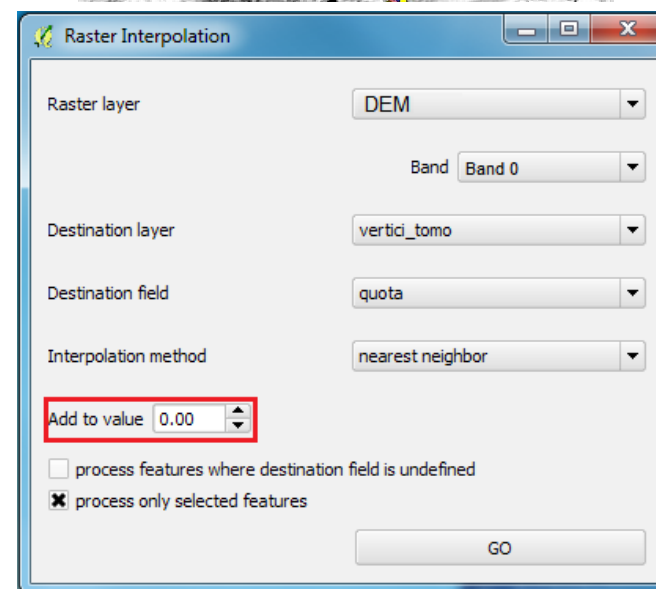 Raster Interpolation
Raster layer DEM
Band Band 0
Destination layer vertici_tomo
Destination field quota
Interpolation method nearest neighbor
Add to value 0.00
process features where destination field is undefined
process only selected features
GO